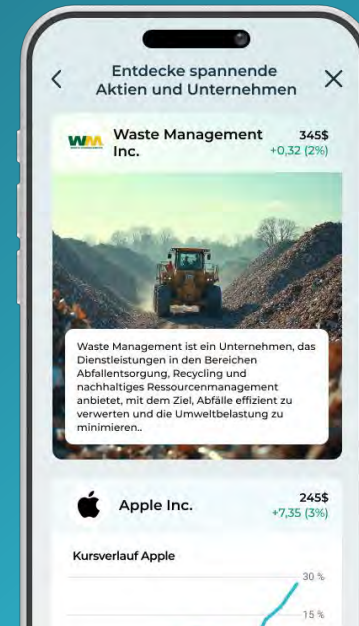 Entdecke spannende
Aktien und Unternehmen
WM
Waste Management
Inc.
345$
+0,32 (2%)
Waste Management ist ein Unternehmen, das
Dienstleistungen in den Bereichen
Abfallentsorgung, Recycling und
nachhaltiges Ressourcenmanagement
anbietet, mit dem Ziel, Abfälle effizient zu
verwerten und die Umweltbelastung zu
minimieren..
Apple Inc.
245$
+7,35 (3%)
Kursverlauf Apple
30 %
15 %